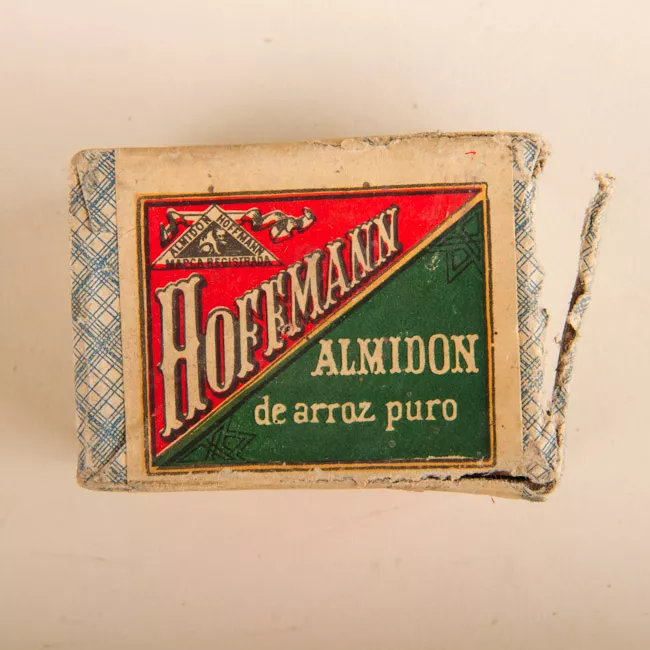 ALMIDON HOFFMANN
MARCA REGISTRADA
HOFFMANN
ALMIDON
de arroz puro